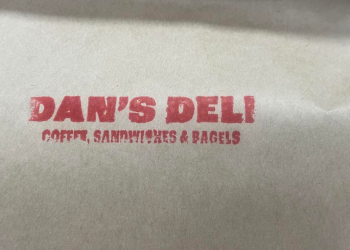 DAN'S DELI
COFFEE, SANDWICHES & BAGELS